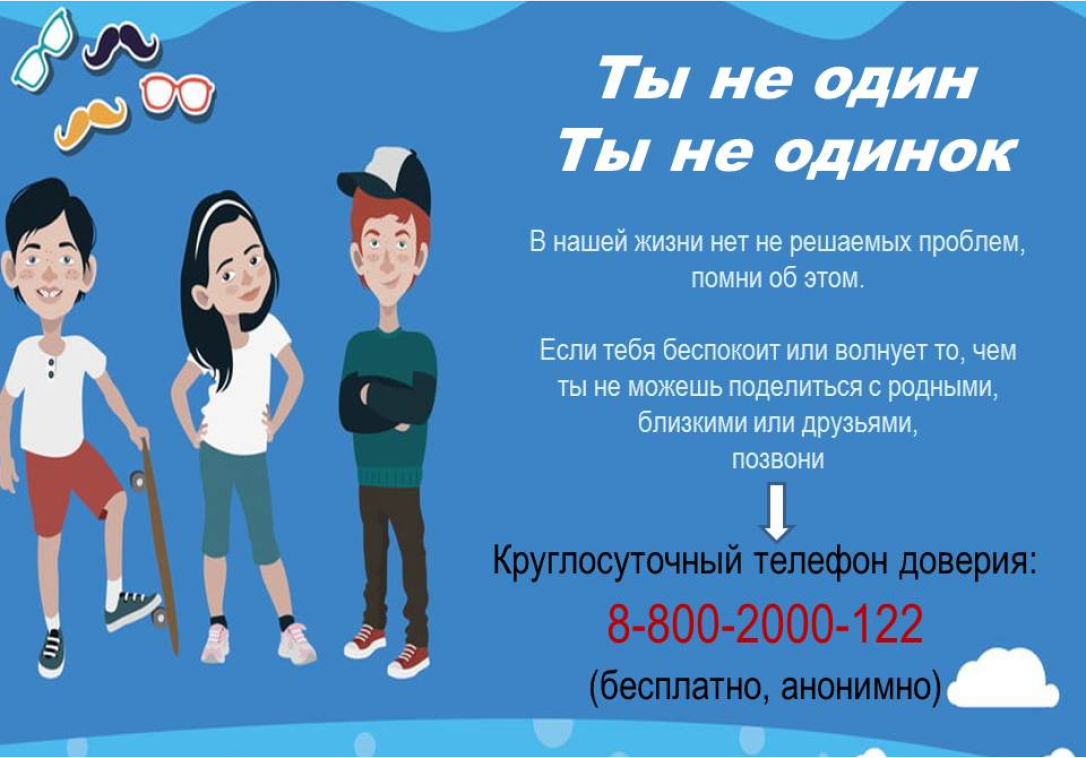 Ты не один
Ты не одинок
В нашей жизни нет не решаемых проблем,
помни об этом.
Если тебя беспокоит или волнует то, чем
ты не можешь поделиться с родными,
близкими или друзьями,
позвони
Круглосуточный телефон доверия:
8-800-2000-122
(бесплатно, анонимно)